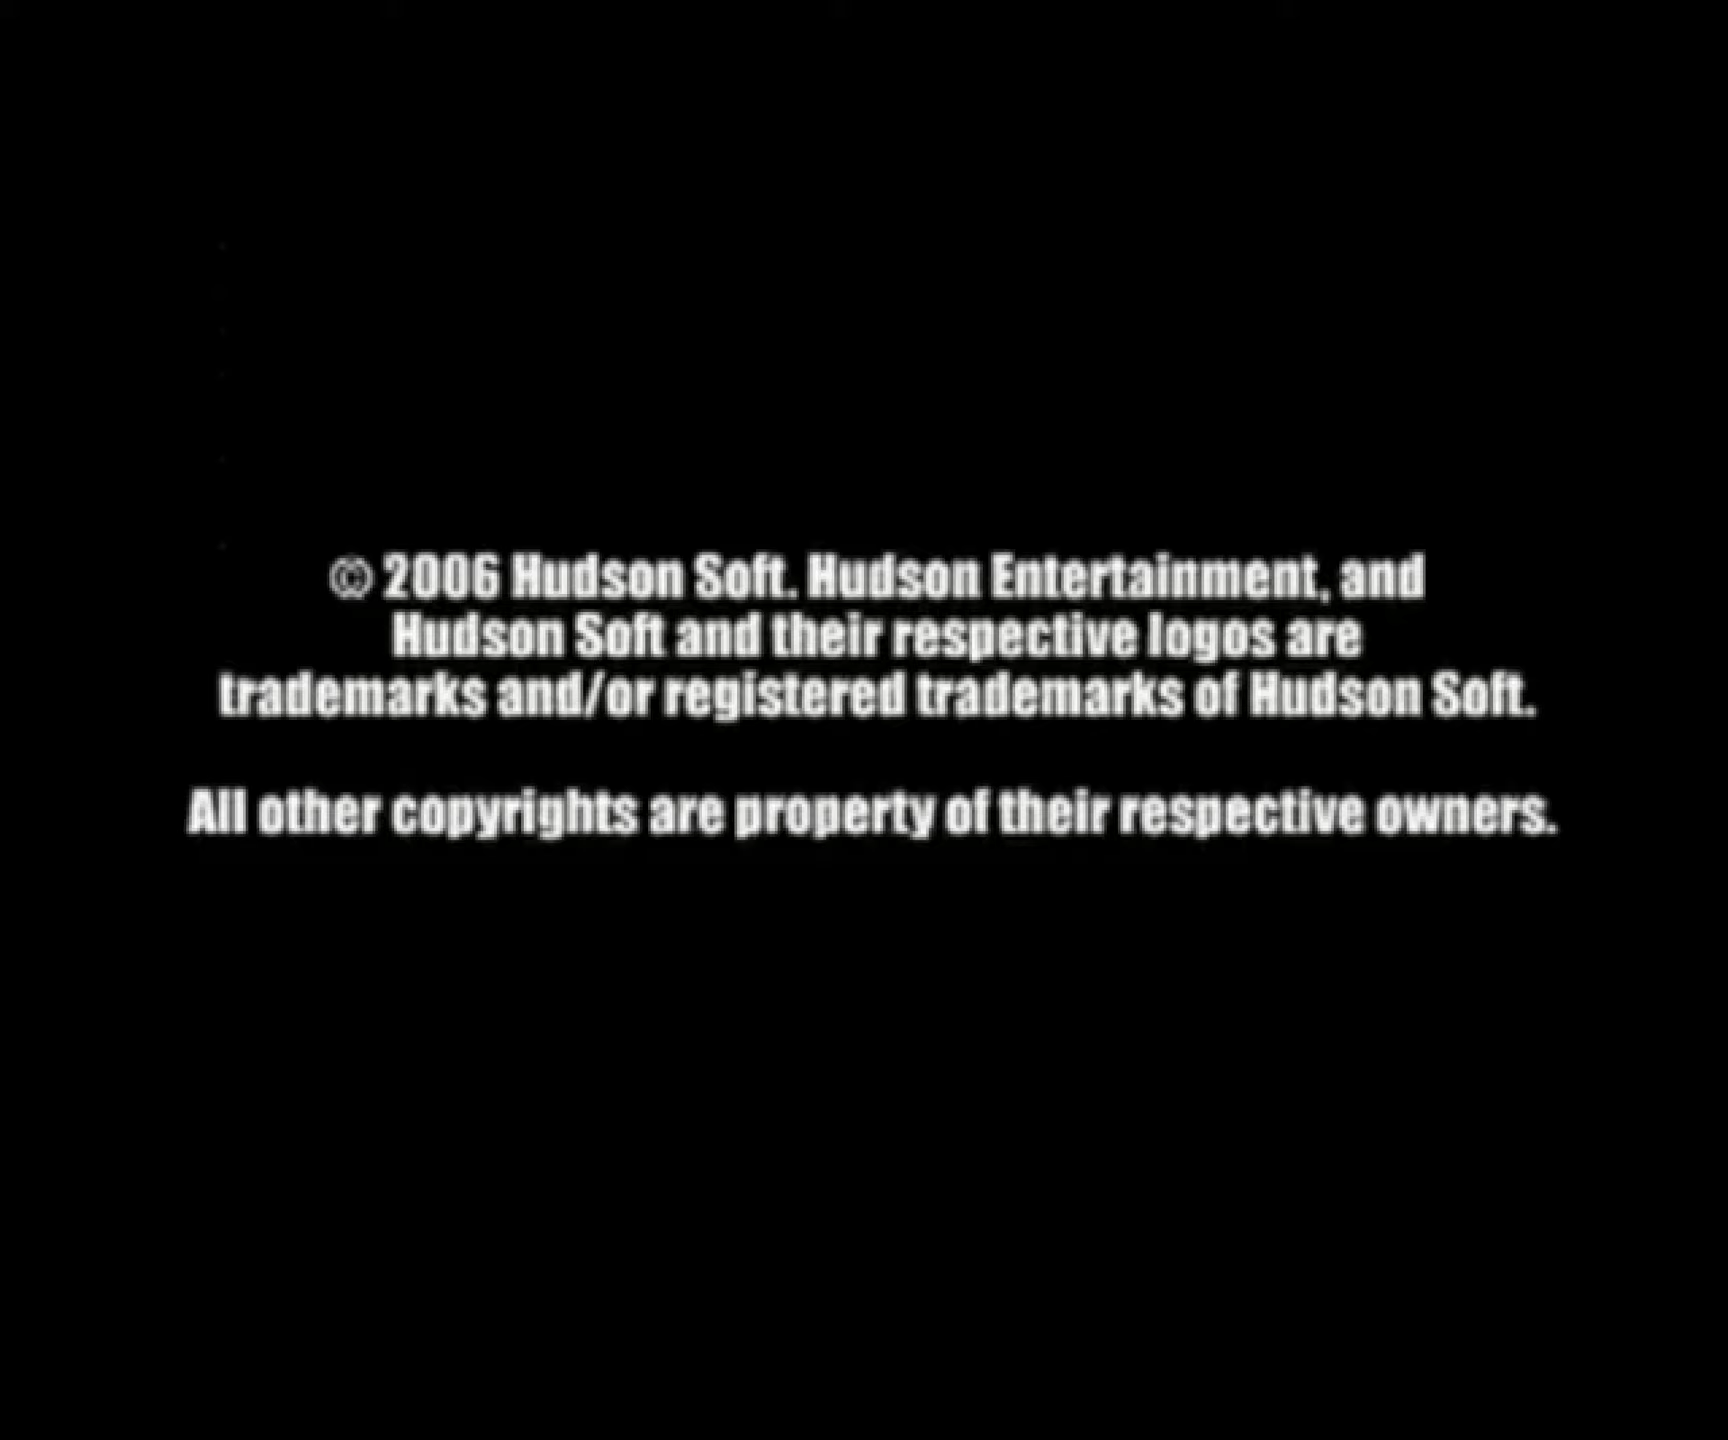 © 2006 Hudson Soft. Hudson Entertainment, and
Hudson Soft and their respective logos are
trademarks and/or registered trademarks of Hudson Soft.
All other copyrights are property of their respective owners.